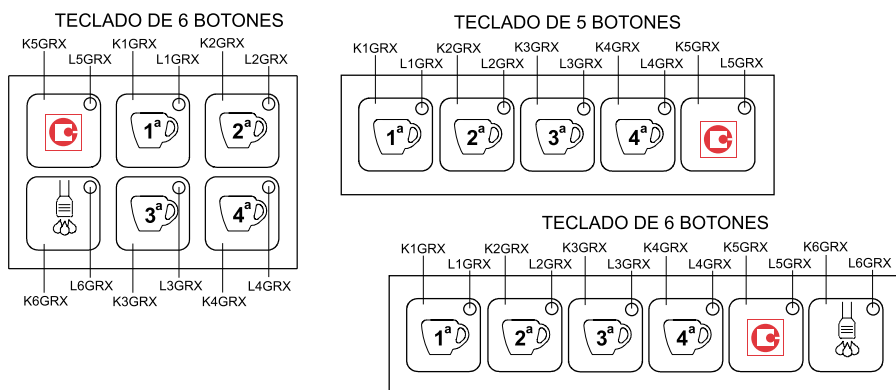 TECLADO DE 6 BOTONES
K5GRX K1GRX K2GRX
L5GRX L1GRX L2GRX
1ª 2ª
3ª 4ª
L6GRX L3GRX L4GRX
K6GRX K3GRX K4GRX
TECLADO DE 5 BOTONES
K1GRX K2GRX K3GRX K4GRX K5GRX
L1GRX L2GRX L3GRX L4GRX L5GRX
1ª 2ª 3ª 4ª
TECLADO DE 6 BOTONES
K1GRX K2GRX K3GRX K4GRX K5GRX K6GRX
L1GRX L2GRX L3GRX L4GRX L5GRX L6GRX
1ª 2ª 3ª 4ª